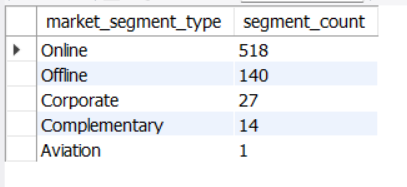 market_segment_type segment_count
Online 518
Offline 140
Corporate 27
Complementary 14
Aviation 1